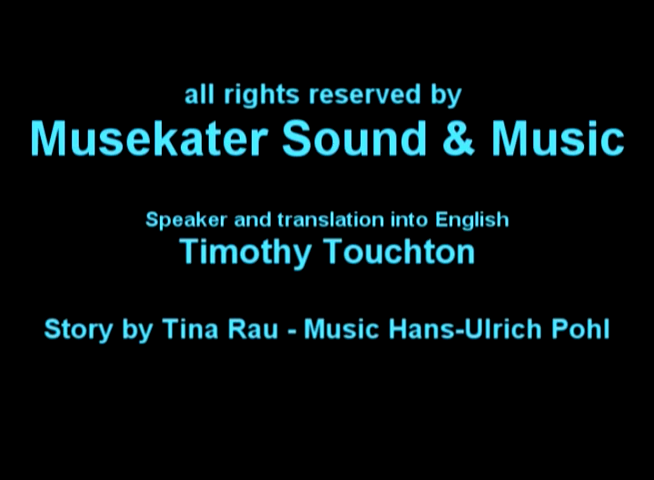 all rights reserved by
Musekater Sound & Music
Speaker and translation into English
Timothy Touchton
Story by Tina Rau - Music Hans-Ulrich Pohl